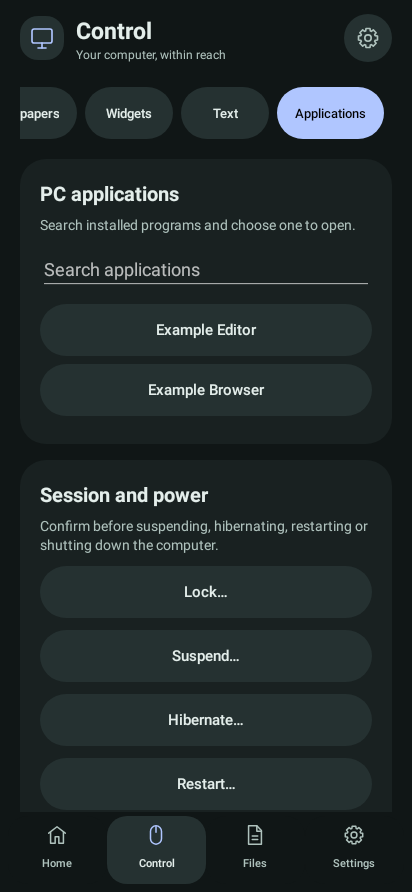 Control
Your computer, within reach
papers
Widgets
Text
Applications
PC applications
Search installed programs and choose one to open.
Search applications
Example Editor
Example Browser
Session and power
Confirm before suspending, hibernating, restarting or
shutting down the computer.
Lock…
Suspend…
Hibernate…
Restart…
Home
Control
Files
Settings